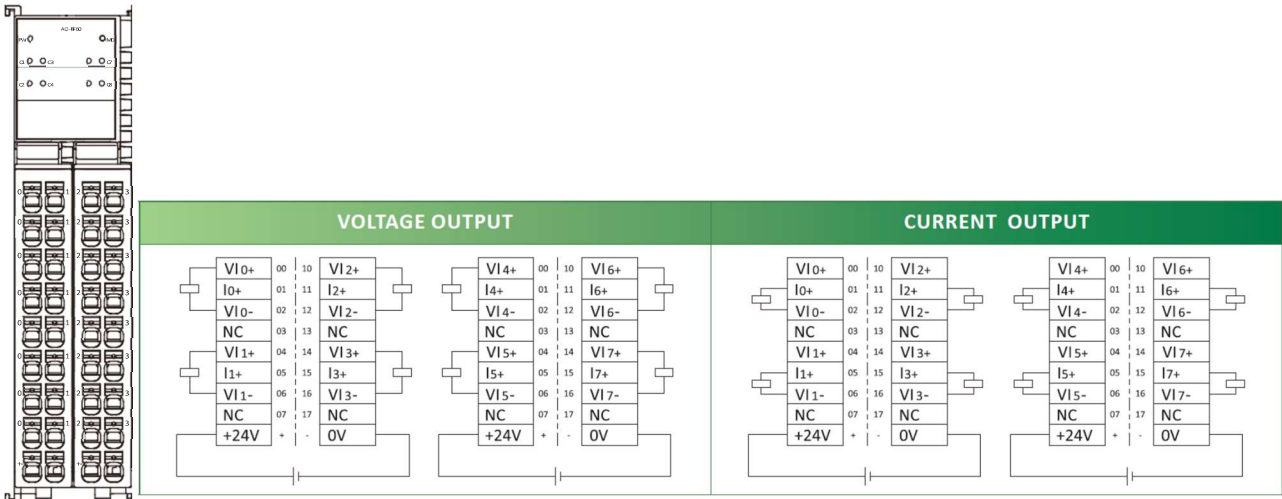 VOLTAGE OUTPUT
CURRENT OUTPUT
VI0+ 00 10 VI2+
I0+ 01 11 I2+
VI0- 02 12 VI2-
NC 03 13 NC
VI1+ 04 14 VI3+
I1+ 05 15 I3+
VI1- 06 16 VI3-
NC 07 17 NC
+24V + - 0V
VI4+ 00 10 VI6+
I4+ 01 11 I6+
VI4- 02 12 VI6-
NC 03 13 NC
VI5+ 04 14 VI7+
I5+ 05 15 I7+
VI5- 06 16 VI7-
NC 07 17 NC
+24V + - 0V
VI0+ 00 10 VI2+
I0+ 01 11 I2+
VI0- 02 12 VI2-
NC 03 13 NC
VI1+ 04 14 VI3+
I1+ 05 15 I3+
VI1- 06 16 VI3-
NC 07 17 NC
+24V + - 0V
VI4+ 00 10 VI6+
I4+ 01 11 I6+
VI4- 02 12 VI6-
NC 03 13 NC
VI5+ 04 14 VI7+
I5+ 05 15 I7+
VI5- 06 16 VI7-
NC 07 17 NC
+24V + - 0V